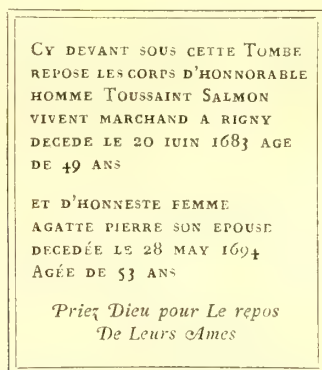 CY DEVANT SOUS CETTE TOMBE
REPOSE LES CORPS D'HONNORABLE
HOMME TOUSSAINT SALMON
VIVENT MARCHAND A RIGNY
DECEDE LE 20 IUIN 1683 AGE
DE 49 ANS
ET D'HONNESTE FEMME
AGATTE PIERRE SON EPOUSE
DECEDÉE LE 28 MAY 1694
AGÉE DE 53 ANS
Priez Dieu pour Le repos
De Leurs Ames